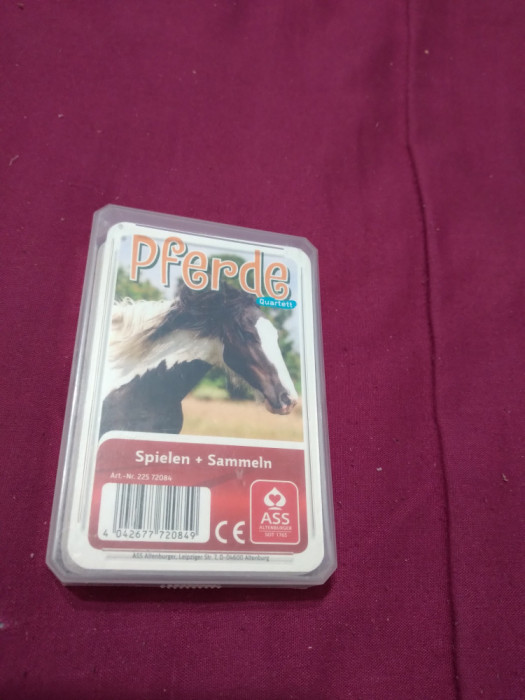 Pferde
Quartett
Spielen + Sammeln
Art.-Nr. 225 72084
4 042677 720849
CE
ASS
ALTENBURGER
SEIT 1765
ASS Altenburger, Leipziger Str. 7, D-04600 Altenburg